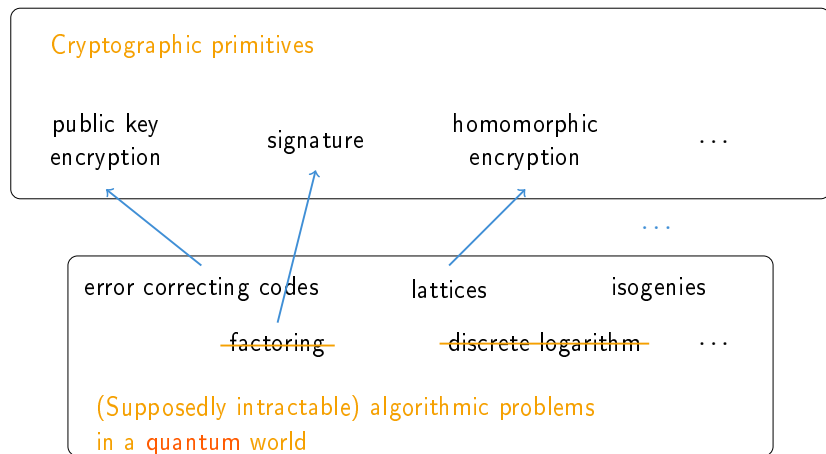 Cryptographic primitives
public key
encryption
signature
homomorphic
encryption
...
...
error correcting codes
lattices
isogenies
factoring
discrete logarithm
...
(Supposedly intractable) algorithmic problems
in a quantum world